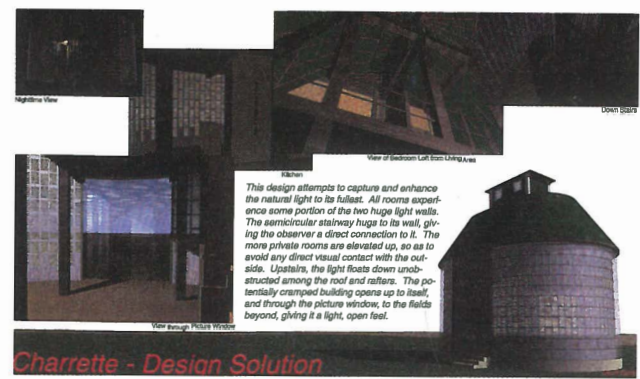 Nighttime View
Down Stairs
View of Bedroom Loft from Living Area
Kitchen
This design attempts to capture and enhance
the natural light to its fullest. All rooms experi-
ence some portion of the two huge light walls.
The semicircular stairway hugs to its wall, giv-
ing the observer a direct connection to it. The
more private rooms are elevated up, so as to
avoid any direct visual contact with the out-
side. Upstairs, the light floats down unob-
structed among the roof and rafters. The po-
tentially cramped building opens up to itself,
and through the picture window, to the fields
beyond, giving it a light, open feel.
View through Picture Window
Charrette - Design Solution